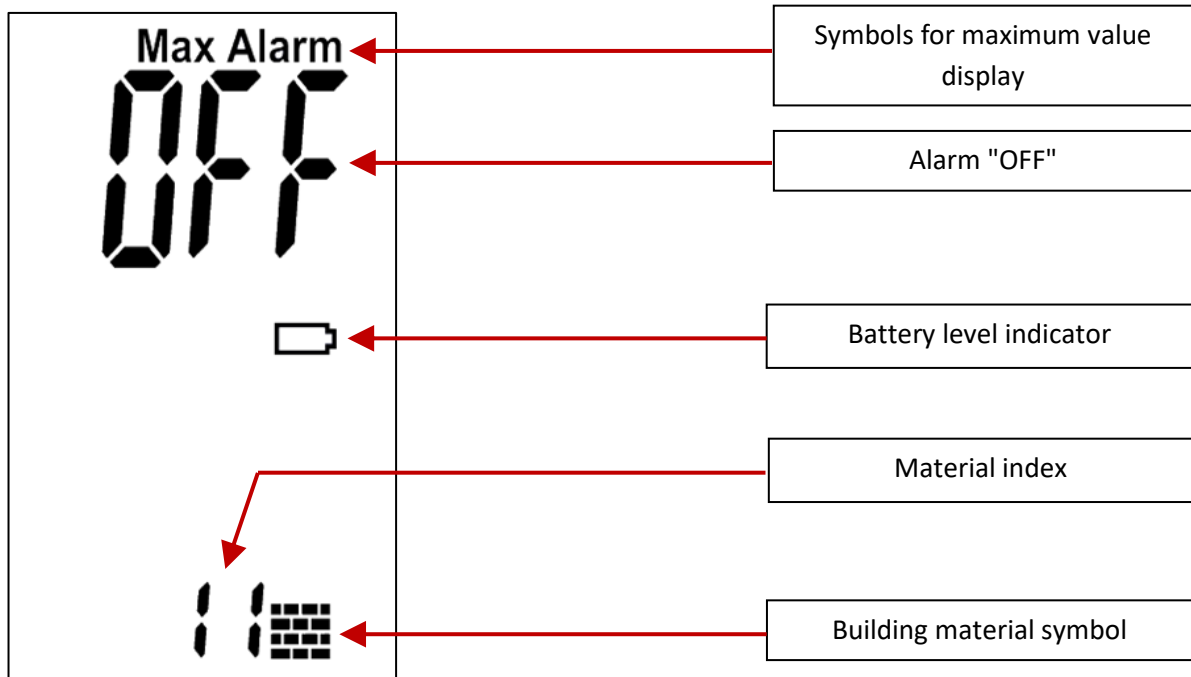 Max Alarm
Symbols for maximum value
display
OFF
Alarm "OFF"
Battery level indicator
Material index
11
Building material symbol